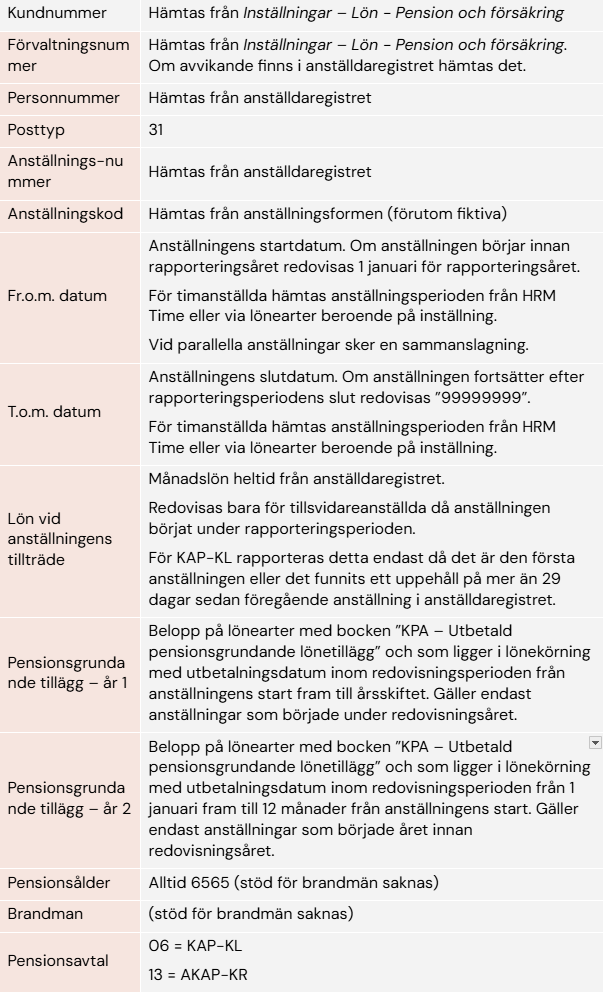 Kundnummer
Hämtas från Inställningar – Lön - Pension och försäkring
Förvaltningsnum
mer
Hämtas från Inställningar – Lön - Pension och försäkring.
Om avvikande finns i anställdaregistret hämtas det.
Personnummer
Hämtas från anställdaregistret
Posttyp
31
Anställnings-nu
mmer
Hämtas från anställdaregistret
Anställningskod
Hämtas från anställningsformen (förutom fiktiva)
Fr.o.m. datum
Anställningens startdatum. Om anställningen börjar innan
rapporteringsåret redovisas 1 januari för rapporteringsåret.
För timanställda hämtas anställningsperioden från HRM
Time eller via lönearter beroende på inställning.
Vid parallella anställningar sker en sammanslagning.
T.o.m. datum
Anställningens slutdatum. Om anställningen fortsätter efter
rapporteringsperiodens slut redovisas ”99999999”.
För timanställda hämtas anställningsperioden från HRM
Time eller via lönearter beroende på inställning.
Lön vid
anställningens
tillträde
Månadslön heltid från anställdaregistret.
Redovisas bara för tillsvidareanställda då anställningen
börjat under rapporteringsperioden.
För KAP-KL rapporteras detta endast då det är den första
anställningen eller det funnits ett uppehåll på mer än 29
dagar sedan föregående anställning i anställdaregistret.
Pensionsgrunda
nde tillägg – år 1
Belopp på lönearter med bocken ”KPA – Utbetald
pensionsgrundande lönetillägg” och som ligger i lönekörning
med utbetalningsdatum inom redovisningsperioden från
anställningens start fram till årsskiftet. Gäller endast
anställningar som började under redovisningsåret.
Pensionsgrunda
nde tillägg – år 2
Belopp på lönearter med bocken ”KPA – Utbetald
pensionsgrundande lönetillägg” och som ligger i lönekörning
med utbetalningsdatum inom redovisningsperioden från 1
januari fram till 12 månader från anställningens start. Gäller
endast anställningar som började året innan
redovisningsåret.
Pensionsålder
Alltid 6565 (stöd för brandmän saknas)
Brandman
(stöd för brandmän saknas)
Pensionsavtal
06 = KAP-KL
13 = AKAP-KR